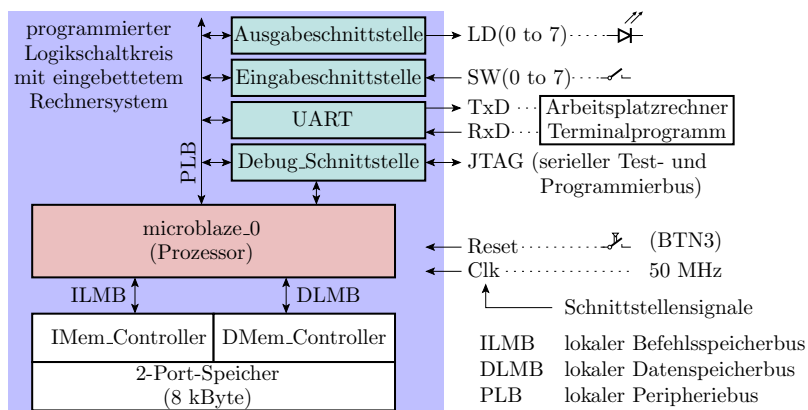 programmierter
Logikschaltkreis
mit eingebettetem
Rechnersystem
Ausgabeschnittstelle
LD(0 to 7)
Eingabeschnittstelle
SW(0 to 7)
UART
TxD
RxD
Arbeitsplatzrechner
Terminalprogramm
Debug_Schnittstelle
JTAG (serieller Test- und
Programmierbus)
PLB
microblaze_0
(Prozessor)
Reset
(BTN3)
Clk
50 MHz
ILMB
DLMB
Schnittstellensignale
IMem_Controller
DMem_Controller
2-Port-Speicher
(8 kByte)
ILMB lokaler Befehlsspeicherbus
DLMB lokaler Datenspeicherbus
PLB lokaler Peripheriebus